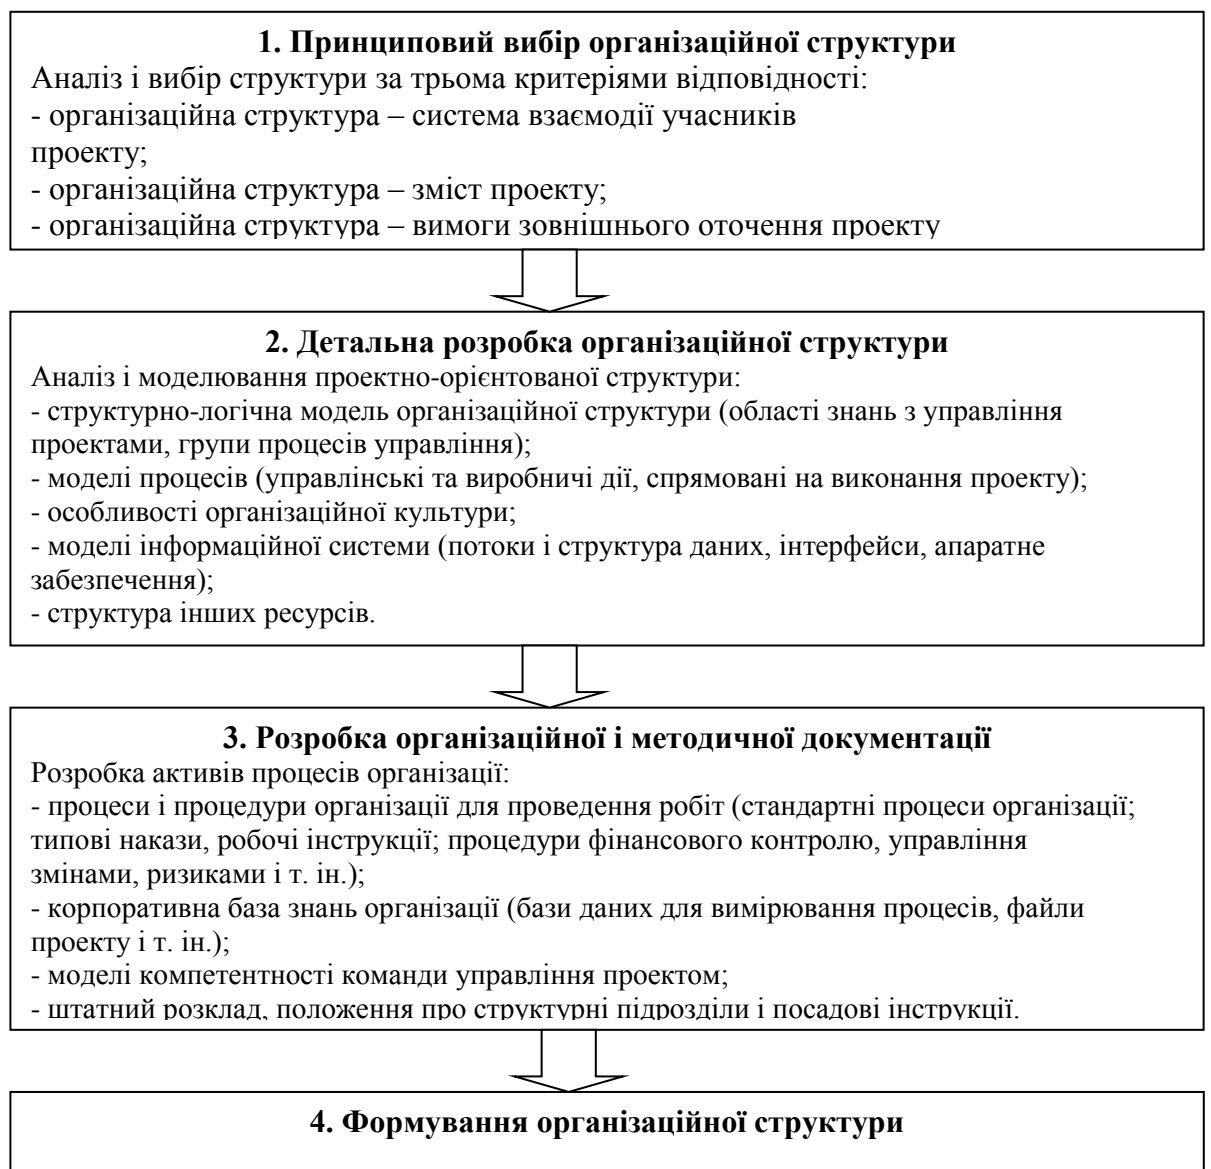 1. Принциповий вибір організаційної структури
Аналіз і вибір структури за трьома критеріями відповідності:
- організаційна структура – система взаємодії учасників
проекту;
- організаційна структура – зміст проекту;
- організаційна структура – вимоги зовнішнього оточення проекту
2. Детальна розробка організаційної структури
Аналіз і моделювання проектно-орієнтованої структури:
- структурно-логічна модель організаційної структури (області знань з управління
проектами, групи процесів управління);
- моделі процесів (управлінські та виробничі дії, спрямовані на виконання проекту);
- особливості організаційної культури;
- моделі інформаційної системи (потоки і структура даних, інтерфейси, апаратне
забезпечення);
- структура інших ресурсів.
3. Розробка організаційної і методичної документації
Розробка активів процесів організації:
- процеси і процедури організації для проведення робіт (стандартні процеси організації;
типові накази, робочі інструкції; процедури фінансового контролю, управління
змінами, ризиками і т. ін.);
- корпоративна база знань організації (бази даних для вимірювання процесів, файли
проекту і т. ін.);
- моделі компетентності команди управління проектом;
- штатний розклад, положення про структурні підрозділи і посадові інструкції.
4. Формування організаційної структури